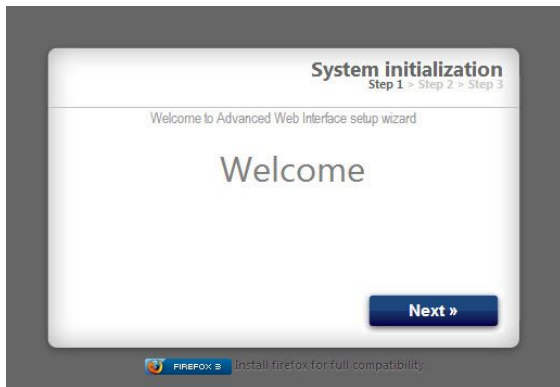 System initialization
Step 1 > Step 2 > Step 3
Welcome to Advanced Web Interface setup wizard
Welcome
Next »
FIREFOX 3 Install firefox for full compatibility